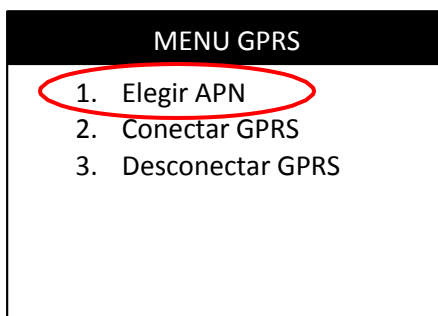 MENU GPRS
1. Elegir APN
2. Conectar GPRS
3. Desconectar GPRS